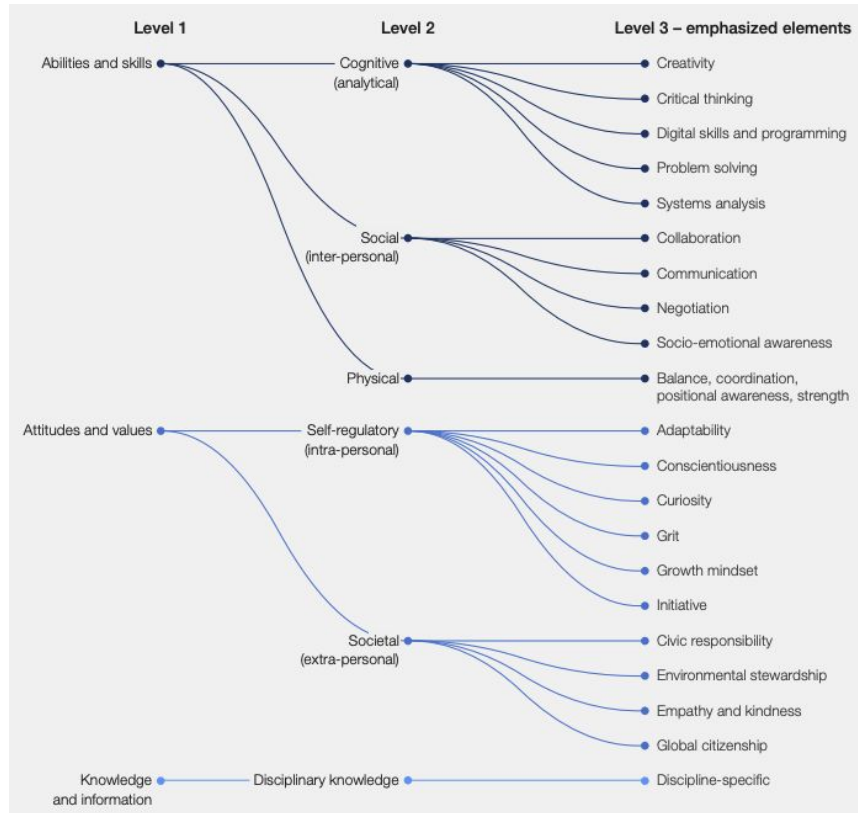 Level 1
Level 2
Level 3 – emphasized elements
Abilities and skills
Cognitive
(analytical)
Creativity
Critical thinking
Digital skills and programming
Problem solving
Systems analysis
Social
(inter-personal)
Collaboration
Communication
Negotiation
Socio-emotional awareness
Physical
Balance, coordination,
positional awareness, strength
Attitudes and values
Self-regulatory
(intra-personal)
Adaptability
Conscientiousness
Curiosity
Grit
Growth mindset
Initiative
Societal
(extra-personal)
Civic responsibility
Environmental stewardship
Empathy and kindness
Global citizenship
Knowledge
and information
Disciplinary knowledge
Discipline-specific